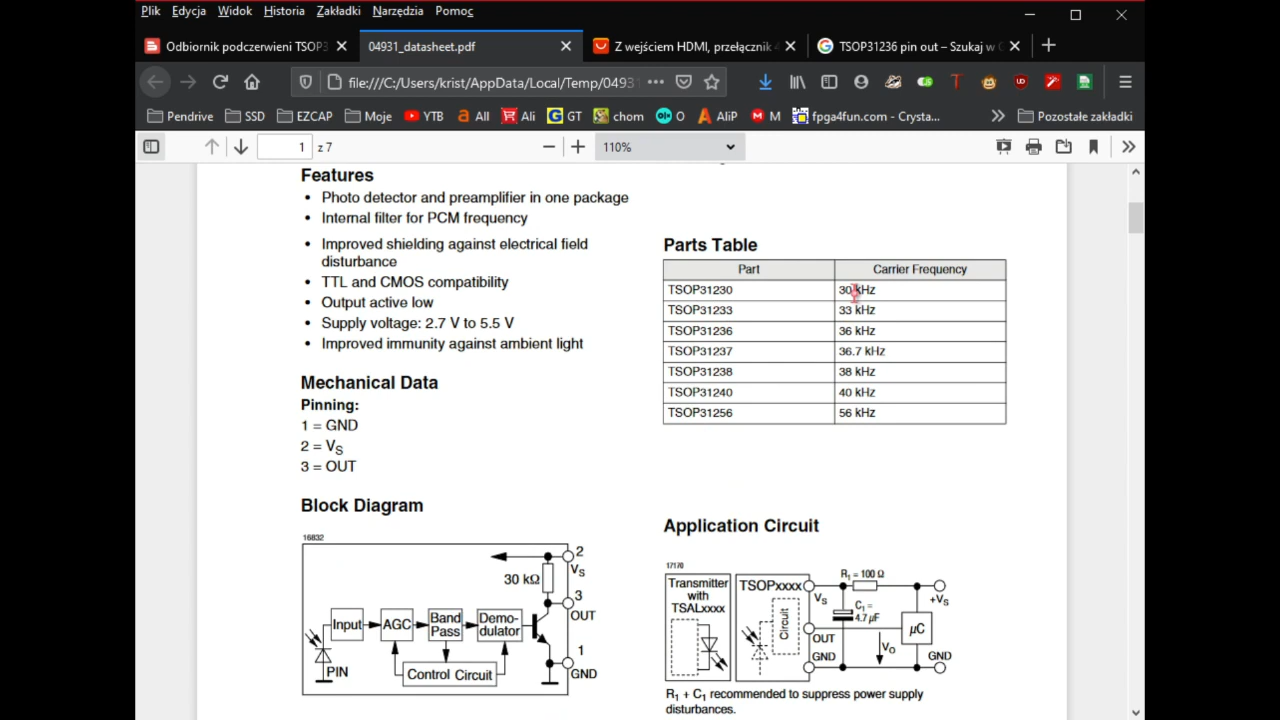 Plik Edycja Widok Historia Zakładki Narzędzia Pomoc
Odbiornik podczerwieni TSOP3
04931_datasheet.pdf
Z wejściem HDMI, przełącznik 4
TSOP31236 pin out – Szukaj w G
file:///C:/Users/krist/AppData/Local/Temp/04931
Pendrive SSD EZCAP Moje YTB All Ali GT chom O AliP M fpga4fun.com - Crysta... Pozostałe zakładki
1 z 7 110%
Features
• Photo detector and preamplifier in one package
• Internal filter for PCM frequency
• Improved shielding against electrical field
disturbance
• TTL and CMOS compatibility
• Output active low
• Supply voltage: 2.7 V to 5.5 V
• Improved immunity against ambient light
Mechanical Data
Pinning:
1 = GND
2 = VS
3 = OUT
Block Diagram
16832
2
VS
30 kΩ
3
OUT
Input AGC Band Pass Demo-dulator
1
GND
PIN
Control Circuit
Parts Table
Part Carrier Frequency
TSOP31230 30 kHz
TSOP31233 33 kHz
TSOP31236 36 kHz
TSOP31237 36.7 kHz
TSOP31238 38 kHz
TSOP31240 40 kHz
TSOP31256 56 kHz
Application Circuit
17170
Transmitter
with
TSALxxxx
TSOPxxxx
Circuit
R1 = 100 Ω
VS
+VS
C1 =
4.7 µF
µC
OUT
VO
GND
GND
R1 + C1 recommended to suppress power supply
disturbances.